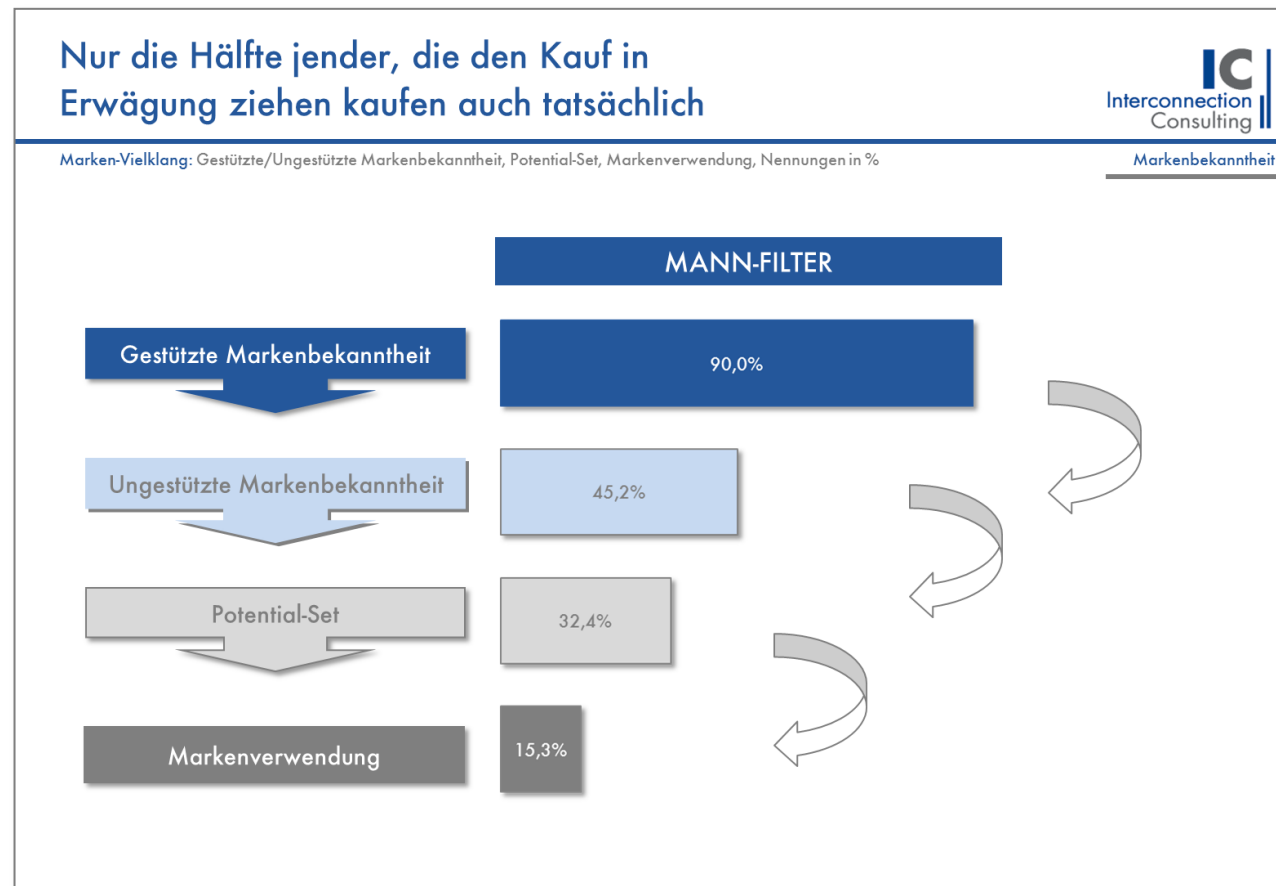 Nur die Hälfte jender, die den Kauf in
Erwägung ziehen kaufen auch tatsächlich
IC
Interconnection
Consulting
Marken-Vielklang: Gestützte/Ungestützte Markenbekanntheit, Potential-Set, Markenverwendung, Nennungen in %
Markenbekanntheit
MANN-FILTER
Gestützte Markenbekanntheit
90,0%
Ungestützte Markenbekanntheit
45,2%
Potential-Set
32,4%
Markenverwendung
15,3%